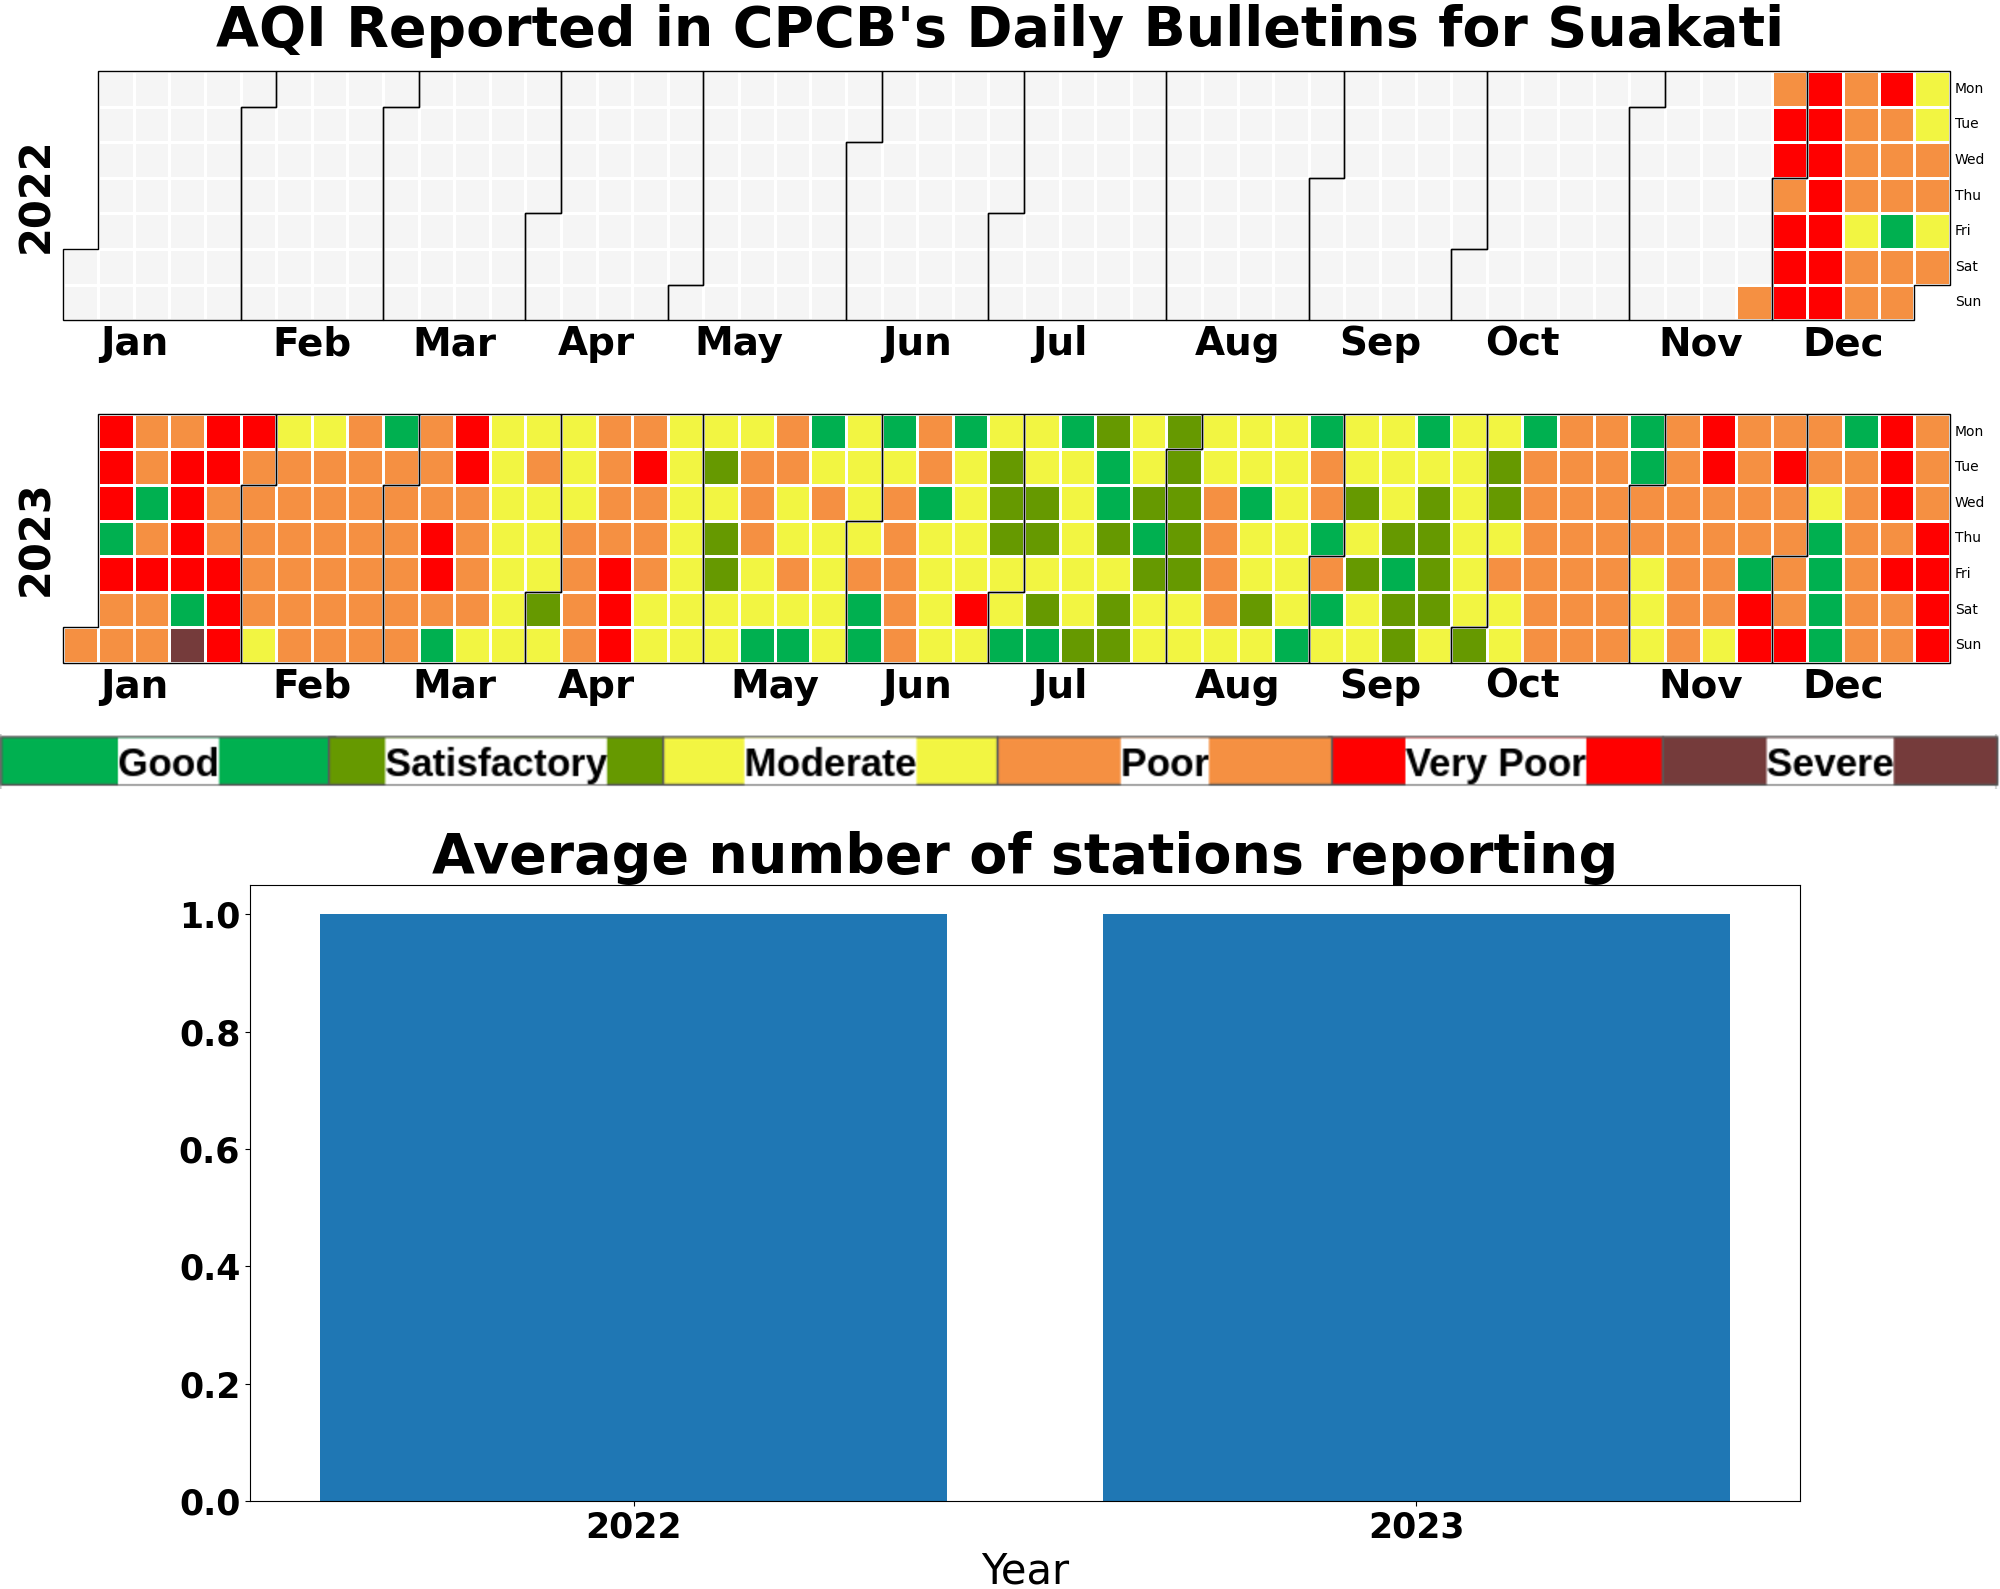 AQI Reported in CPCB's Daily Bulletins for Suakati
2022
Mon
Tue
Wed
Thu
Fri
Sat
Sun
Jan Feb Mar Apr May Jun Jul Aug Sep Oct Nov Dec
2023
Mon
Tue
Wed
Thu
Fri
Sat
Sun
Jan Feb Mar Apr May Jun Jul Aug Sep Oct Nov Dec
Good Satisfactory Moderate Poor Very Poor Severe
Average number of stations reporting
1.0
0.8
0.6
0.4
0.2
0.0
2022 2023
Year